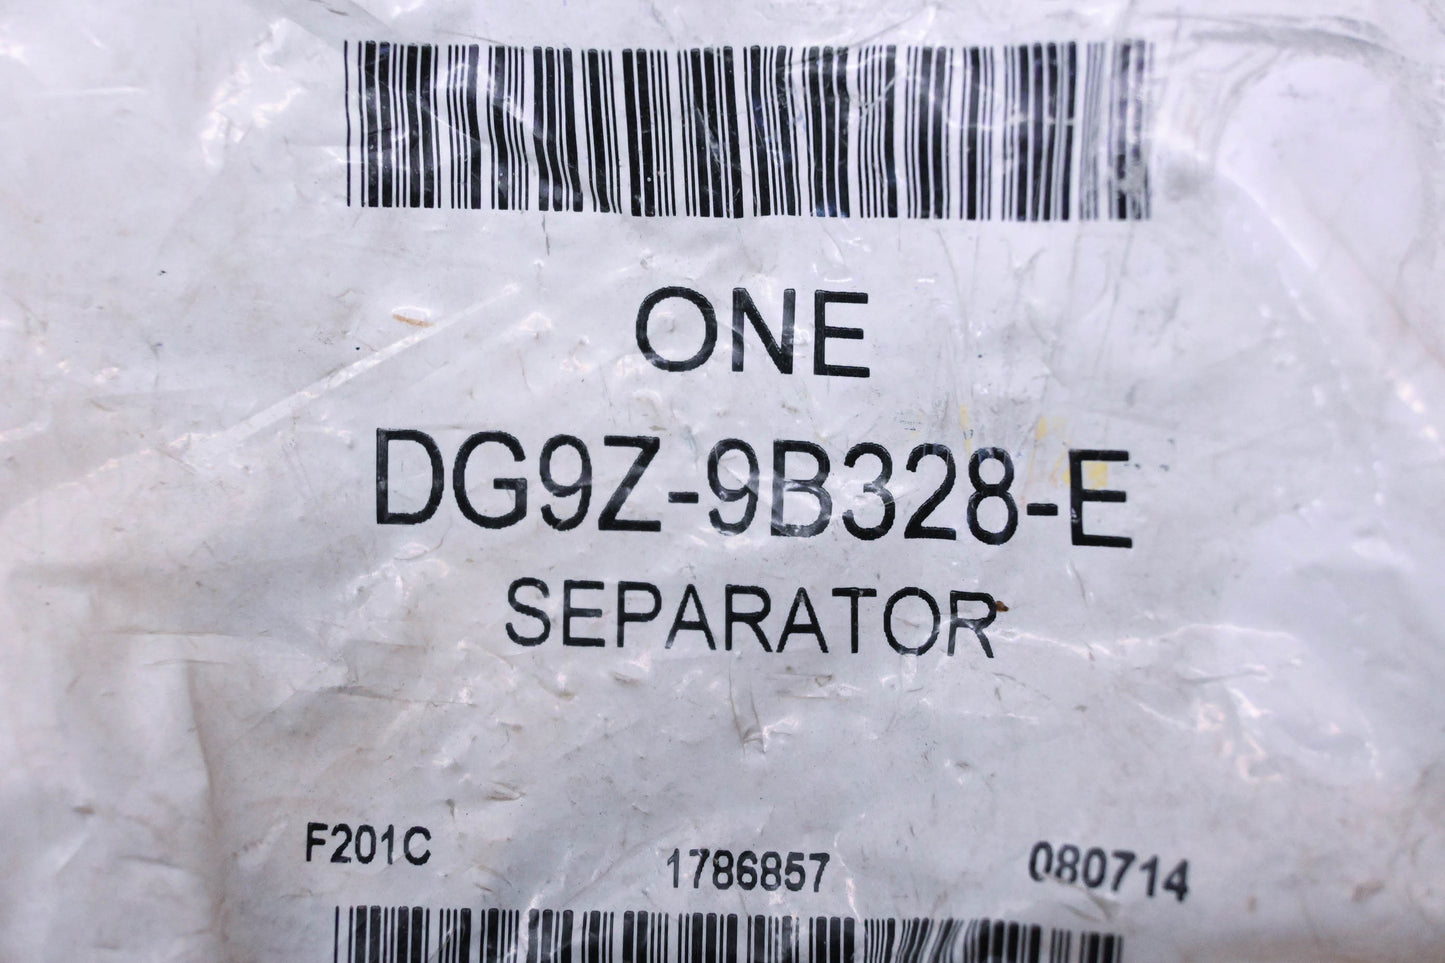 ONE
DG9Z-9B328-E
SEPARATOR
F201C 1786857 080714